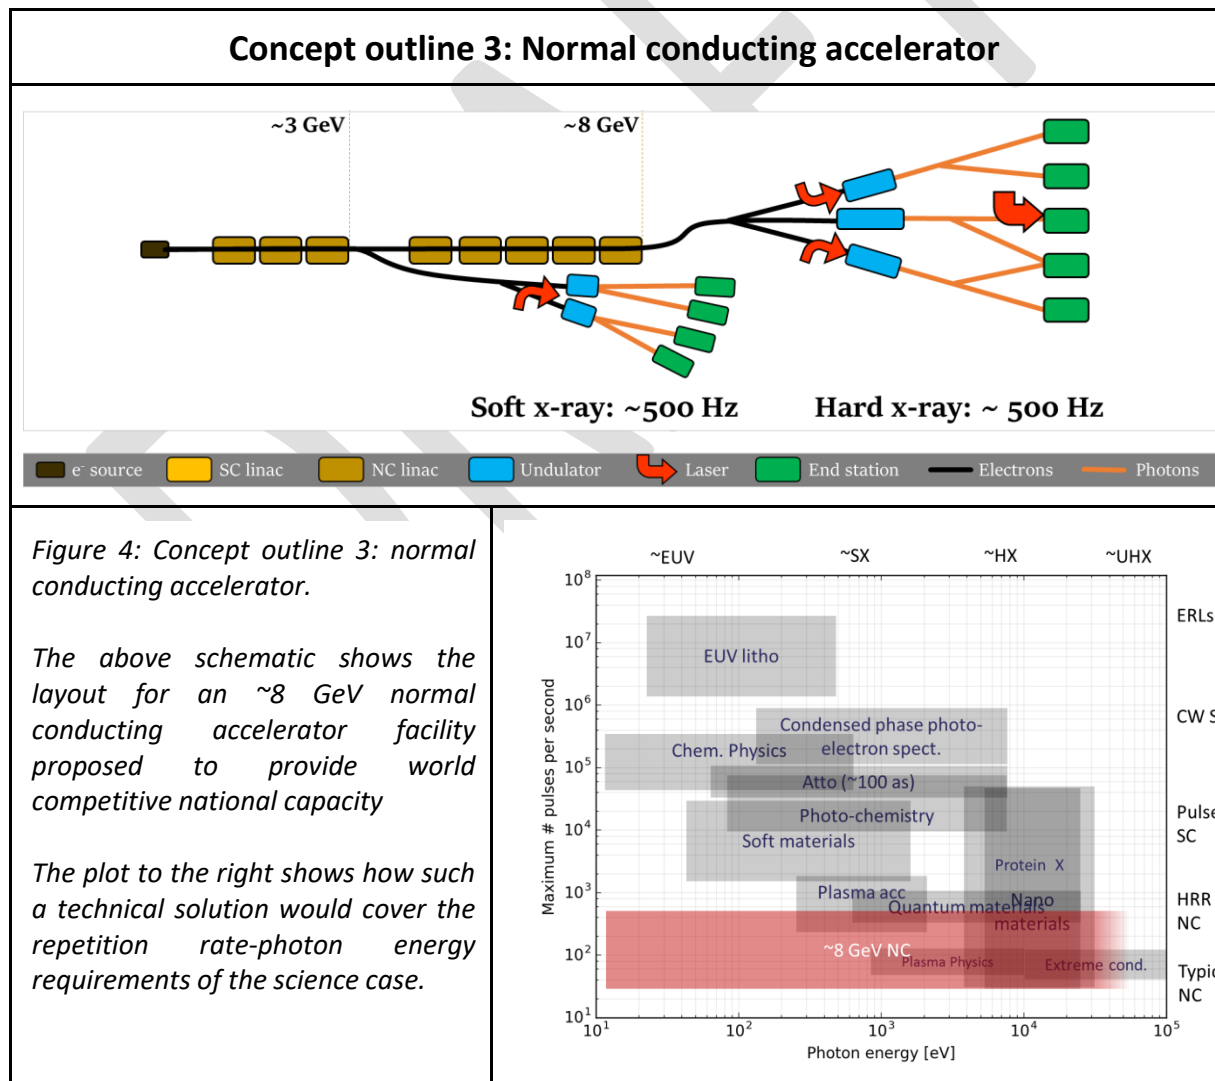 Concept outline 3: Normal conducting accelerator
~3 GeV
~8 GeV
Soft x-ray: ~500 Hz
Hard x-ray: ~ 500 Hz
e- source
SC linac
NC linac
Undulator
Laser
End station
Electrons
Photons
Figure 4: Concept outline 3: normal
conducting accelerator.
The above schematic shows the
layout for an ~8 GeV normal
conducting accelerator facility
proposed to provide world
competitive national capacity
The plot to the right shows how such
a technical solution would cover the
repetition rate-photon energy
requirements of the science case.
~EUV
~SX
~HX
~UHX
Maximum # pulses per second
10⁸
10⁷
10⁶
10⁵
10⁴
10³
10²
10¹
EUV litho
Condensed phase photo-
electron spect.
Chem. Physics
Atto (~100 as)
Photo-chemistry
Soft materials
Protein X
Plasma acc
Quantum materials
Nano
materials
~8 GeV NC
Plasma Physics
Extreme cond.
ERLs
CW S
Pulse
SC
HRR
NC
Typic
NC
10¹
10²
10³
10⁴
10⁵
Photon energy [eV]